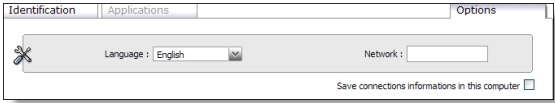 Identification Applications Options
Language : English Network :
Save connections informations in this computer